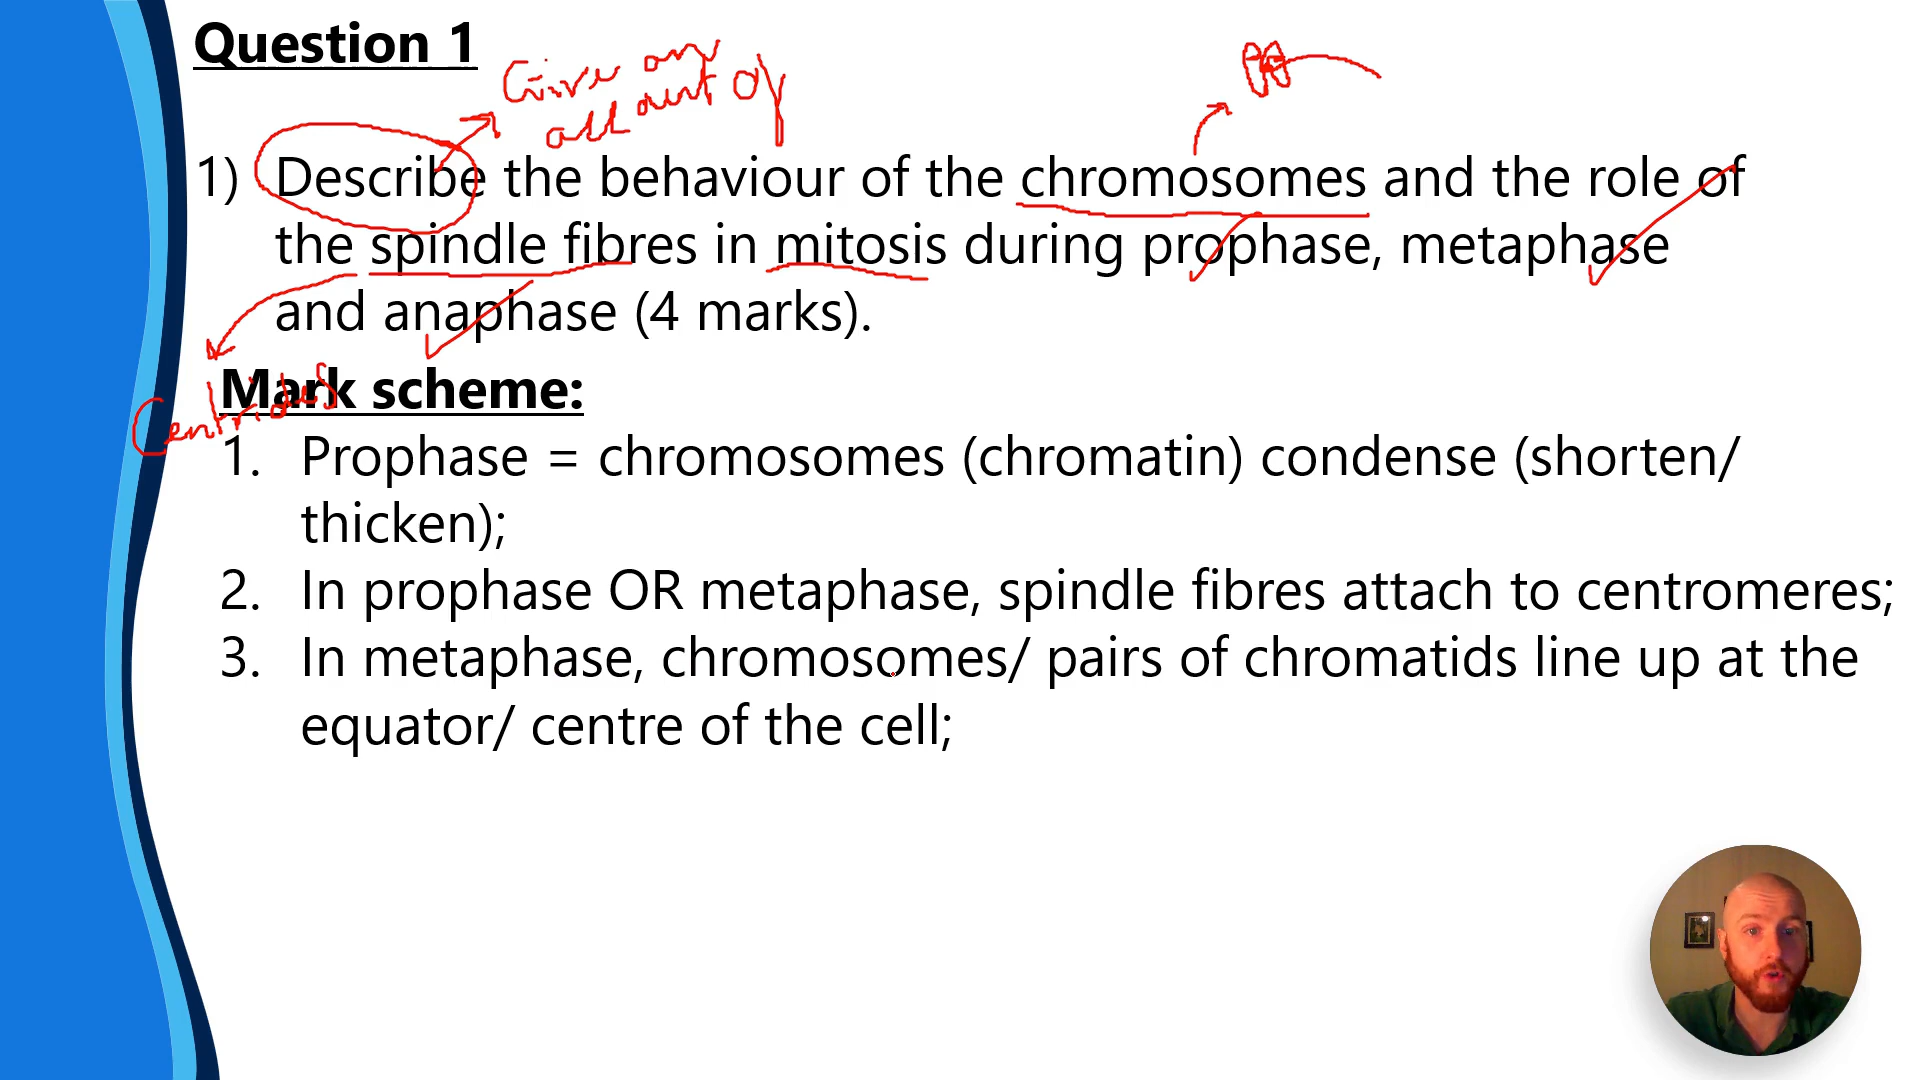 Question 1
Give any
account of
1) Describe the behaviour of the chromosomes and the role of
the spindle fibres in mitosis during prophase, metaphase
and anaphase (4 marks).
Mark scheme:
Centrioles
1. Prophase = chromosomes (chromatin) condense (shorten/
thicken);
2. In prophase OR metaphase, spindle fibres attach to centromeres;
3. In metaphase, chromosomes/ pairs of chromatids line up at the
equator/ centre of the cell;